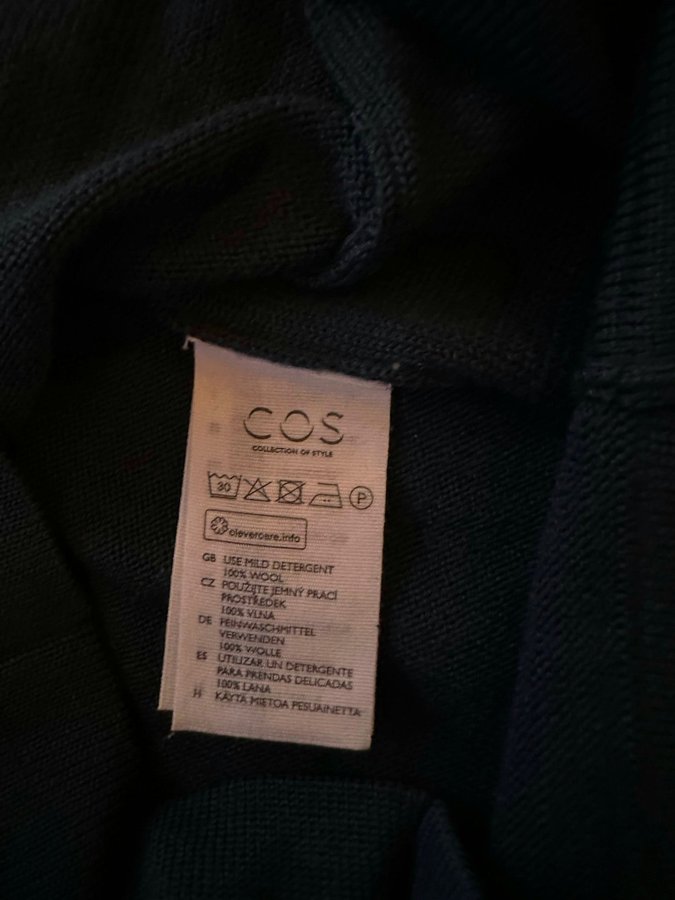 COS
COLLECTION OF STYLE
30 P
clevercare.info
GB USE MILD DETERGENT
100% WOOL
CZ POUŽIJTE JEMNÝ PRACÍ
PROSTŘEDEK
100% VLNA
DE FEINWASCHMITTEL
VERWENDEN
100% WOLLE
ES UTILIZAR UN DETERGENTE
PARA PRENDAS DELICADAS
100% LANA
KÄYTÄ MIETOA PESUAINETTA